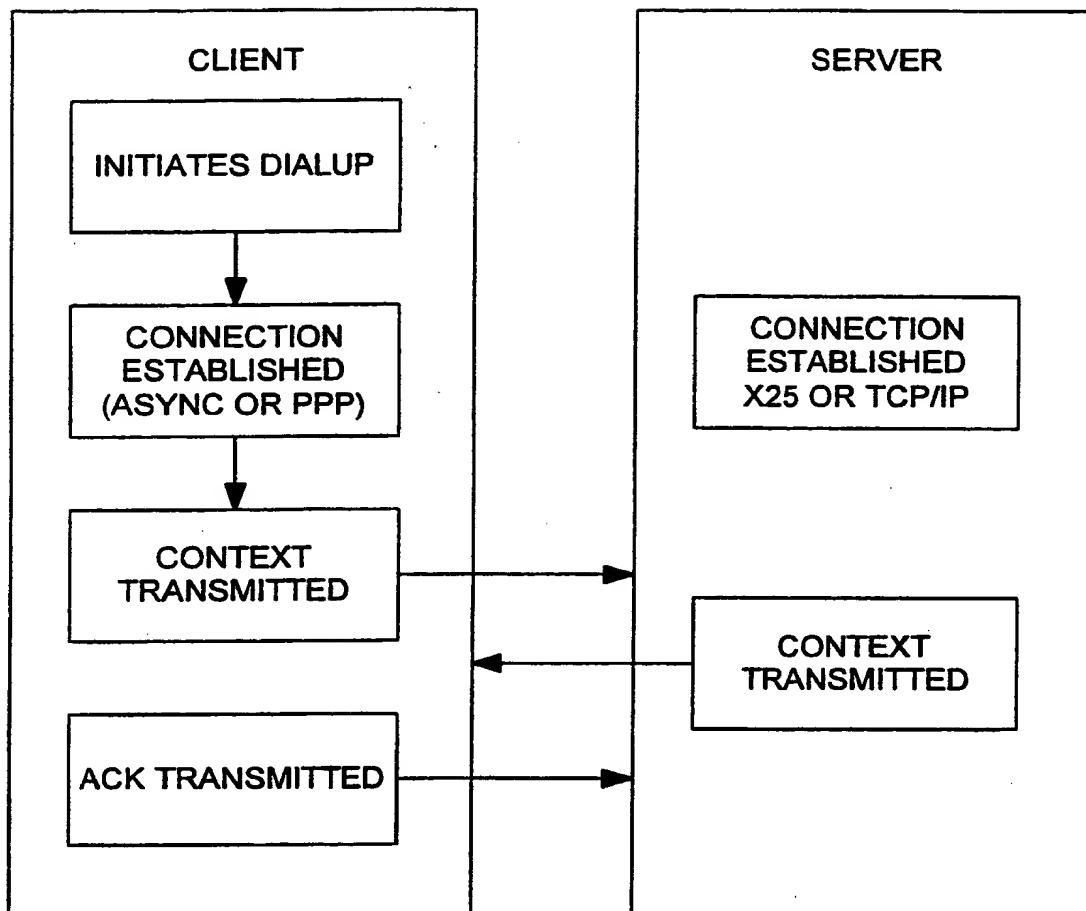 CLIENT
INITIATES DIALUP
CONNECTION
ESTABLISHED
(ASYNC OR PPP)
CONTEXT
TRANSMITTED
ACK TRANSMITTED
SERVER
CONNECTION
ESTABLISHED
X25 OR TCP/IP
CONTEXT
TRANSMITTED